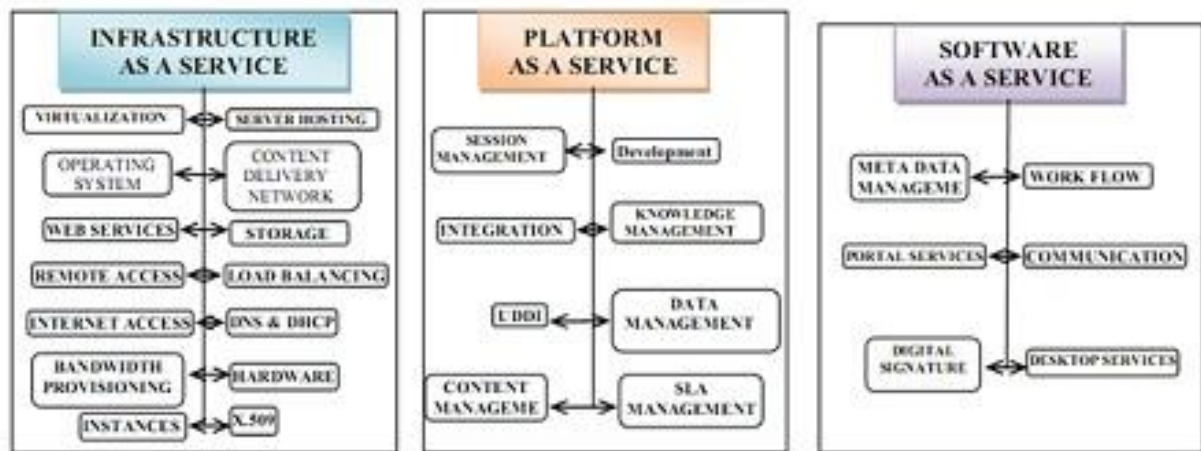 INFRASTRUCTURE
AS A SERVICE
VIRTUALIZATION
SERVER HOSTING
OPERATING
SYSTEM
CONTENT
DELIVERY
NETWORK
WEB SERVICES
STORAGE
REMOTE ACCESS
LOAD BALANCING
INTERNET ACCESS
DNS & DHCP
BANDWIDTH
PROVISIONING
HARDWARE
INSTANCES
X.509
PLATFORM
AS A SERVICE
SESSION
MANAGEMENT
Development
INTEGRATION
KNOWLEDGE
MANAGEMENT
UDDI
DATA
MANAGEMENT
CONTENT
MANAGEME
SLA
MANAGEMENT
SOFTWARE
AS A SERVICE
META DATA
MANAGEME
WORK FLOW
PORTAL SERVICES
COMMUNICATION
DIGITAL
SIGNATURE
DESKTOP SERVICES